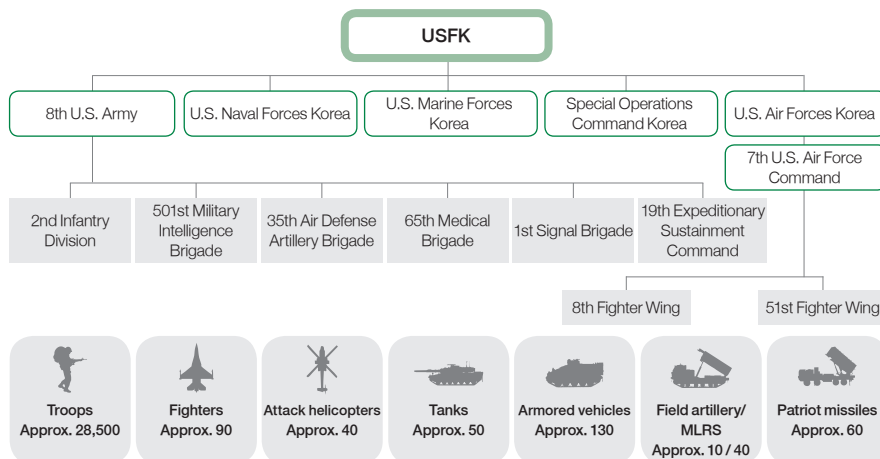 USFK
8th U.S. Army
U.S. Naval Forces Korea
U.S. Marine Forces
Korea
Special Operations
Command Korea
U.S. Air Forces Korea
7th U.S. Air Force
Command
2nd Infantry
Division
501st Military
Intelligence
Brigade
35th Air Defense
Artillery Brigade
65th Medical
Brigade
1st Signal Brigade
19th Expeditionary
Sustainment
Command
8th Fighter Wing
51st Fighter Wing
Troops
Approx. 28,500
Fighters
Approx. 90
Attack helicopters
Approx. 40
Tanks
Approx. 50
Armored vehicles
Approx. 130
Field artillery/
MLRS
Approx. 10 / 40
Patriot missiles
Approx. 60